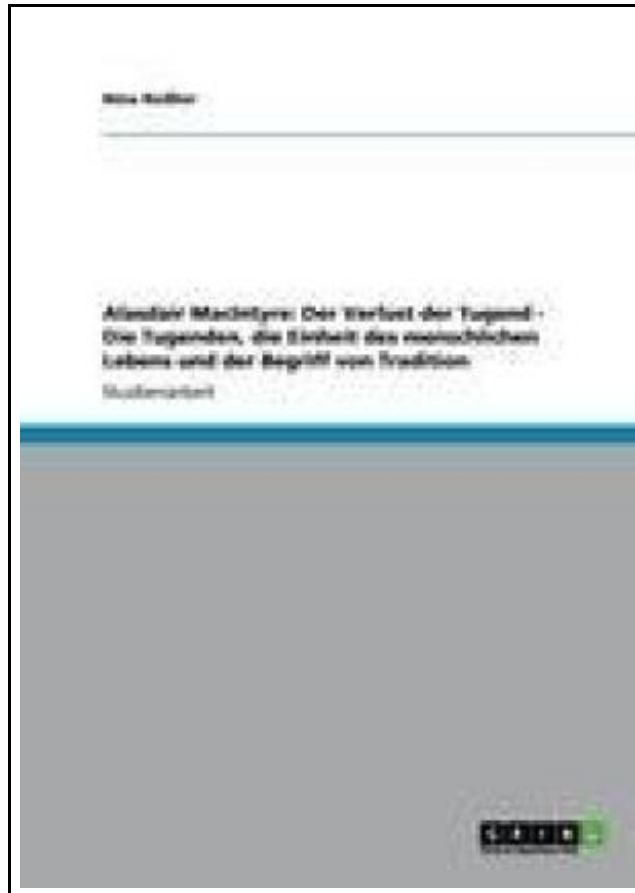 Alasdair MacIntyre: Der Verlust der Tugend -
Die Tugenden, die Einheit des menschlichen
Lebens und der Begriff von Tradition
Studienarbeit
GRIN